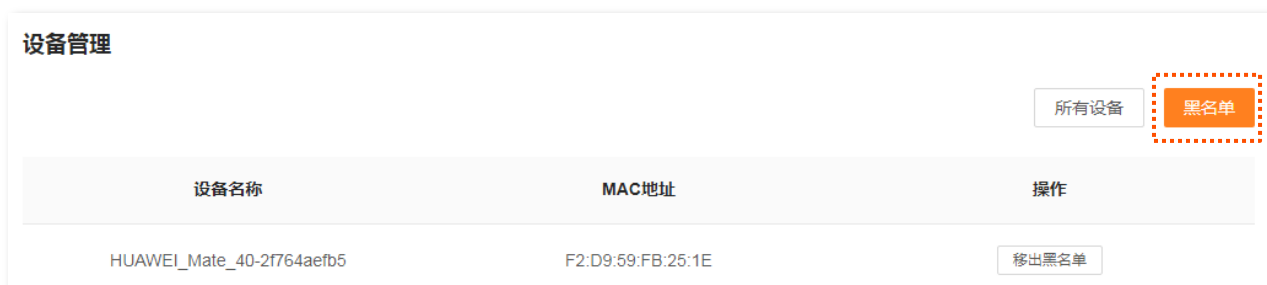 设备管理
所有设备 黑名单
设备名称 MAC地址 操作
HUAWEI_Mate_40-2f764aefb5 F2:D9:59:FB:25:1E 移出黑名单